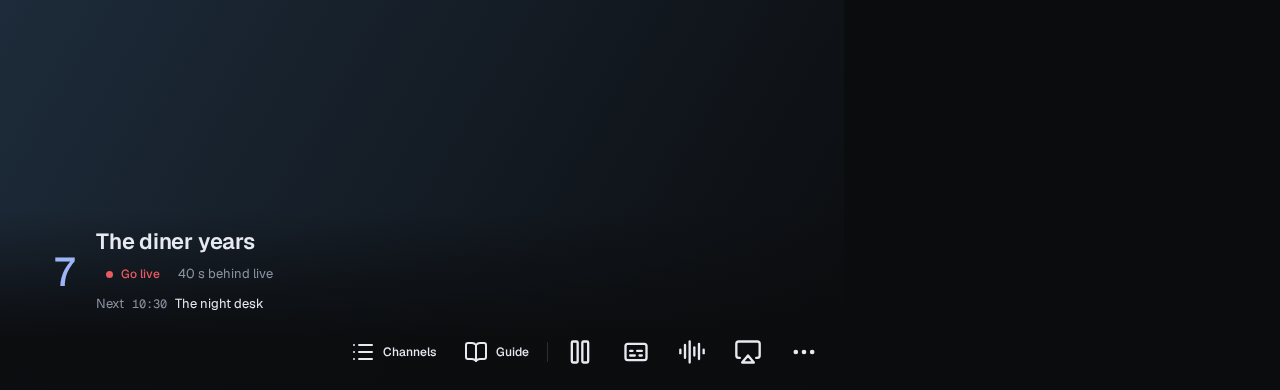 The diner years
7
Go live 40 s behind live
Next 10:30 The night desk
Channels Guide